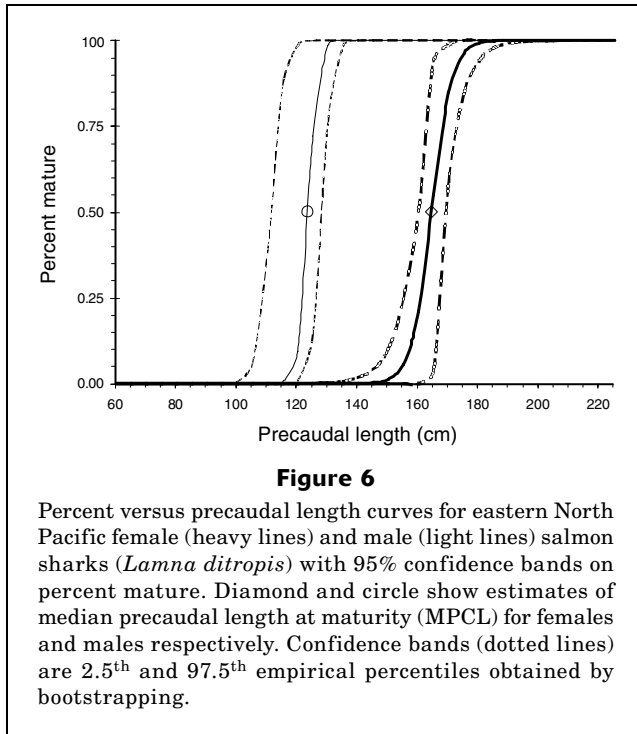 100
0.75
0.50
0.25
0.00
Percent mature
60 80 100 120 140 160 180 200 220
Precaudal length (cm)
Figure 6
Percent versus precaudal length curves for eastern North
Pacific female (heavy lines) and male (light lines) salmon
sharks (Lamna ditropis) with 95% confidence bands on
percent mature. Diamond and circle show estimates of
median precaudal length at maturity (MPCL) for females
and males respectively. Confidence bands (dotted lines)
are 2.5th and 97.5th empirical percentiles obtained by
bootstrapping.